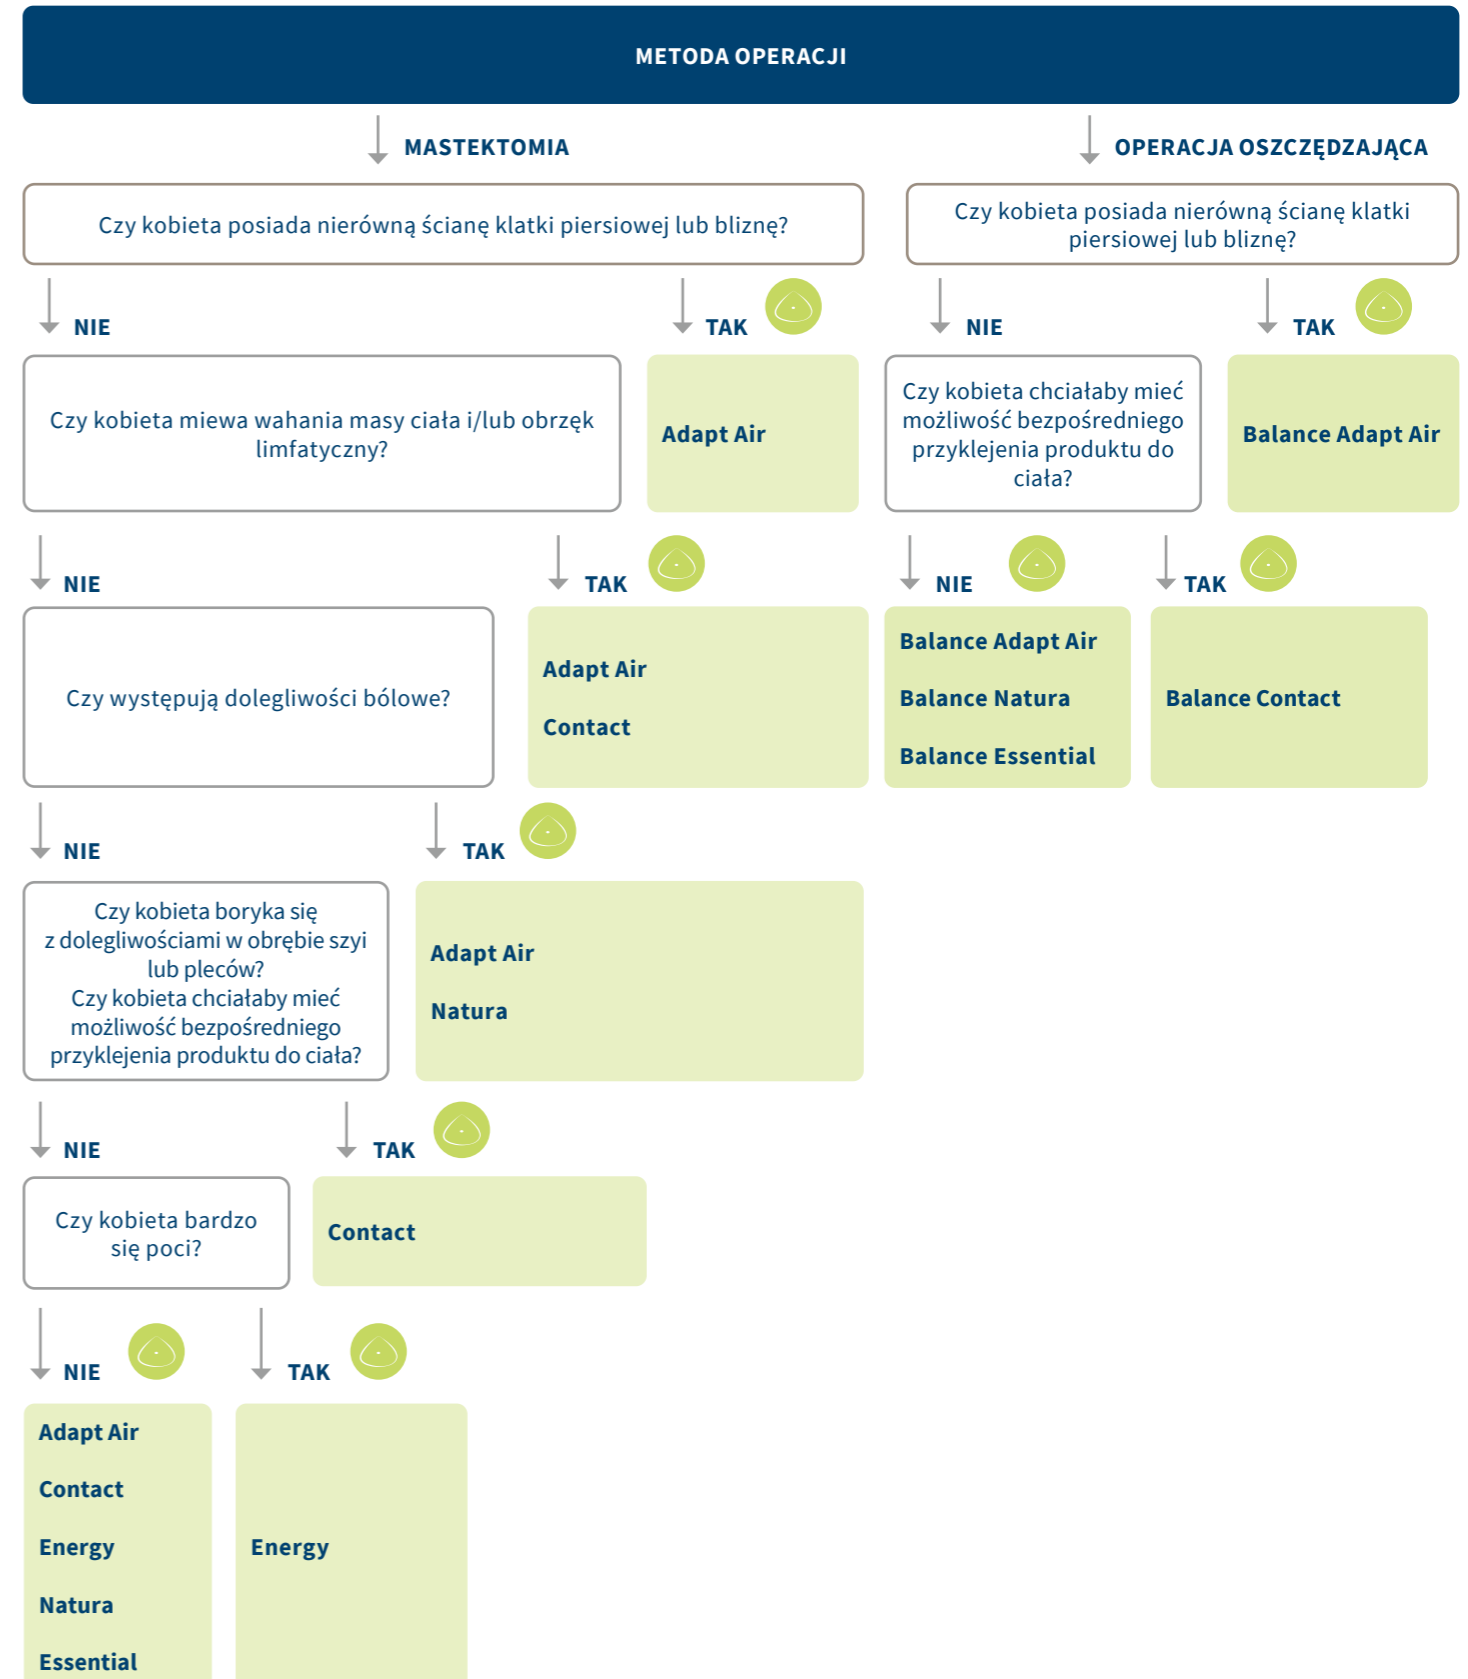 METODA OPERACJI
MASTEKTOMIA
OPERACJA OSZCZĘDZAJĄCA
Czy kobieta posiada nierówną ścianę klatki piersiowej lub bliznę?
Czy kobieta posiada nierówną ścianę klatki
piersiowej lub bliznę?
NIE
TAK
NIE
TAK
Czy kobieta miewa wahania masy ciała i/lub obrzęk
limfatyczny?
Adapt Air
Czy kobieta chciałaby mieć
możliwość bezpośredniego
przyklejenia produktu do
ciała?
Balance Adapt Air
NIE
TAK
NIE
TAK
Czy występują dolegliwości bólowe?
Adapt Air
Contact
Balance Adapt Air
Balance Natura
Balance Essential
Balance Contact
NIE
TAK
Czy kobieta boryka się
z dolegliwościami w obrębie szyi
lub pleców?
Czy kobieta chciałaby mieć
możliwość bezpośredniego
przyklejenia produktu do ciała?
Adapt Air
Natura
NIE
TAK
Czy kobieta bardzo
się poci?
Contact
NIE
TAK
Adapt Air
Contact
Energy
Natura
Essential
Energy